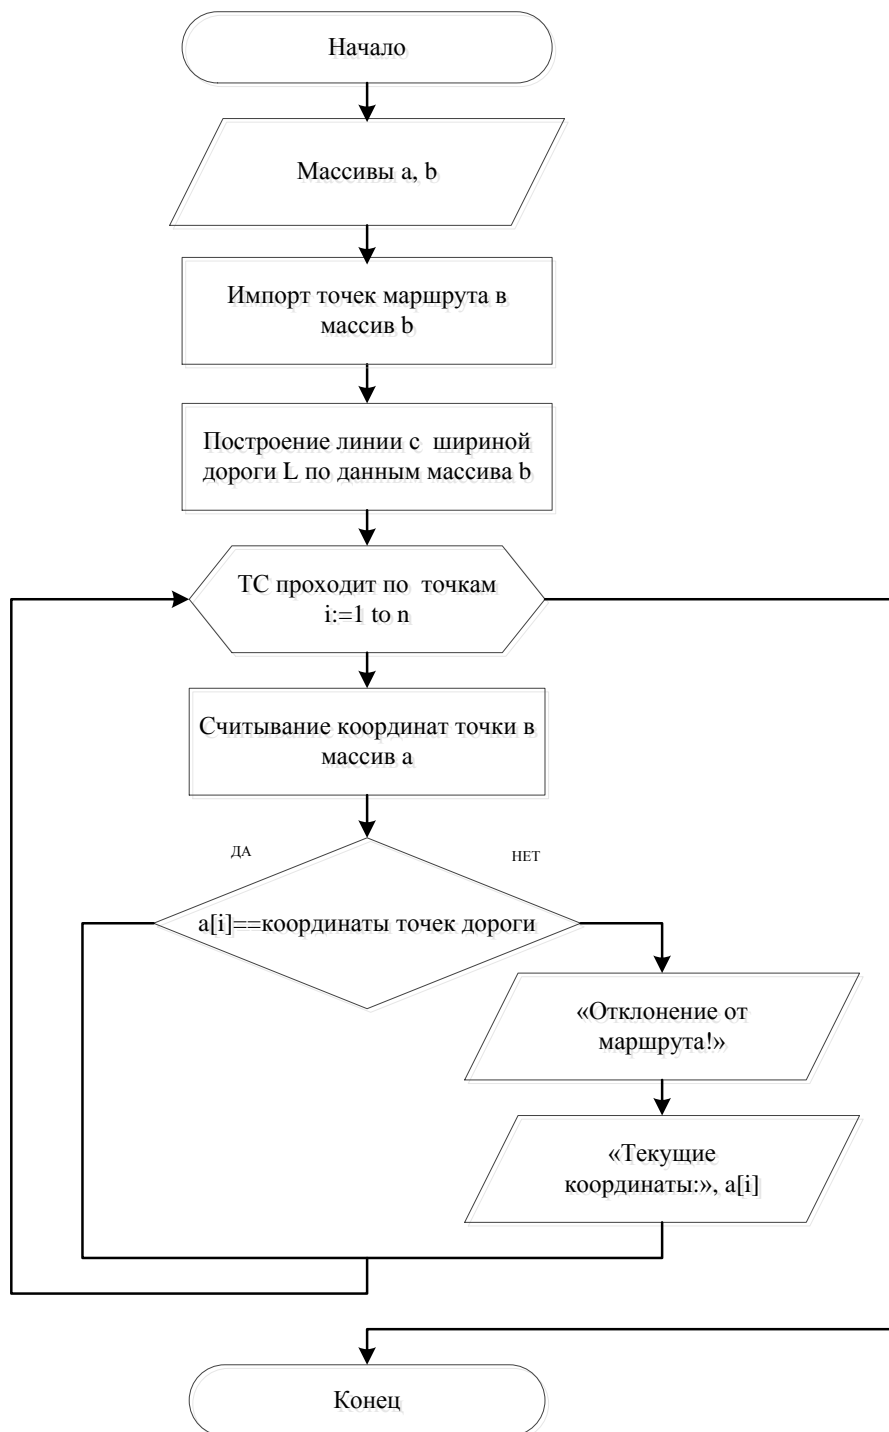 Начало
Массивы a, b
Импорт точек маршрута в
массив b
Построение линии с шириной
дороги L по данным массива b
ТС проходит по точкам
i:=1 to n
Считывание координат точки в
массив a
ДА
НЕТ
a[i]==координаты точек дороги
«Отклонение от
маршрута!»
«Текущие
координаты:», a[i]
Конец